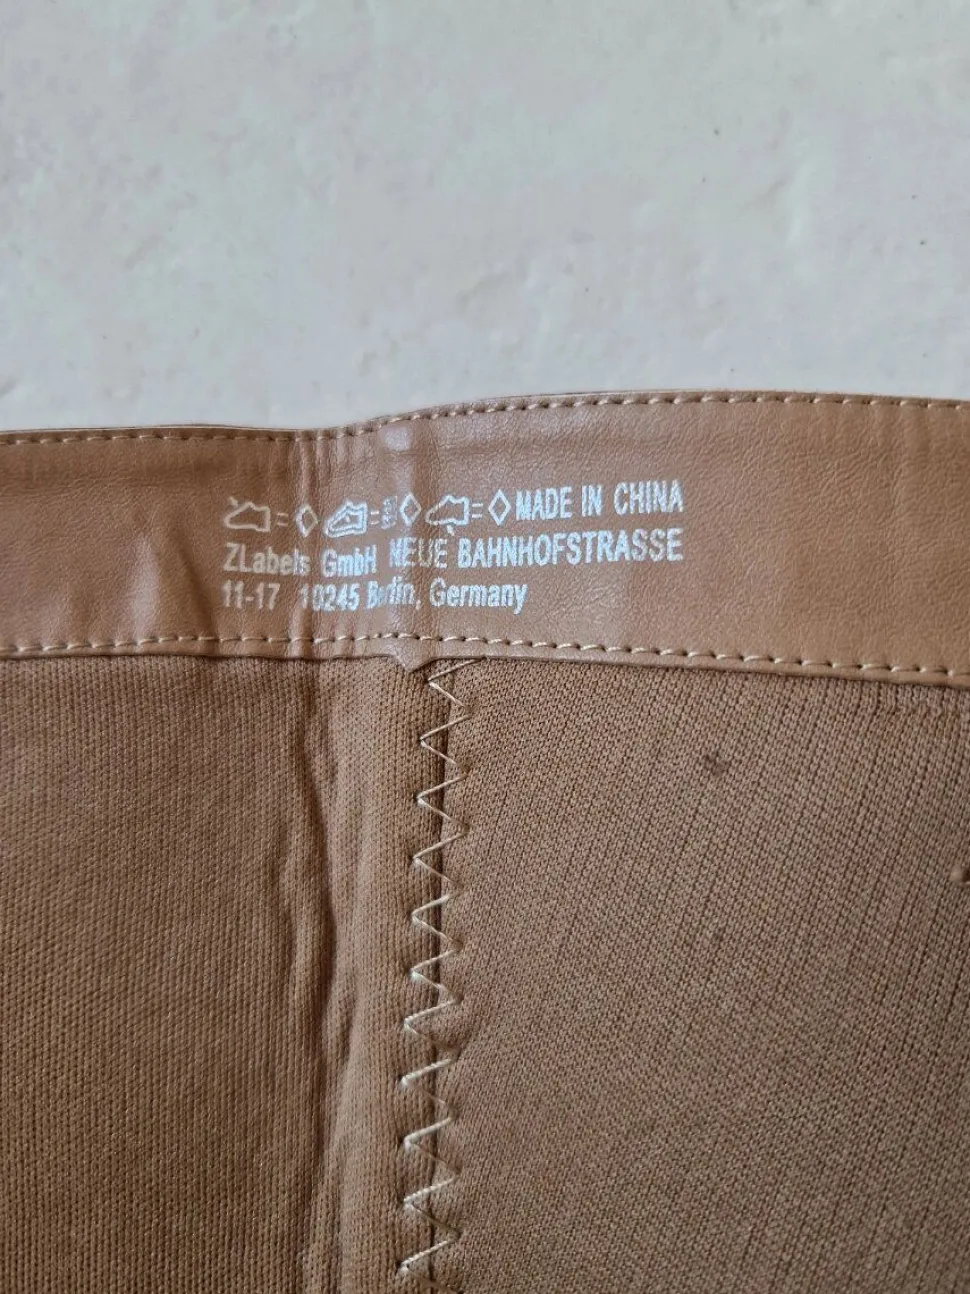 MADE IN CHINA
ZLabels GmbH NEUE BAHNHOFSTRASSE
11-17 10245 Berlin, Germany